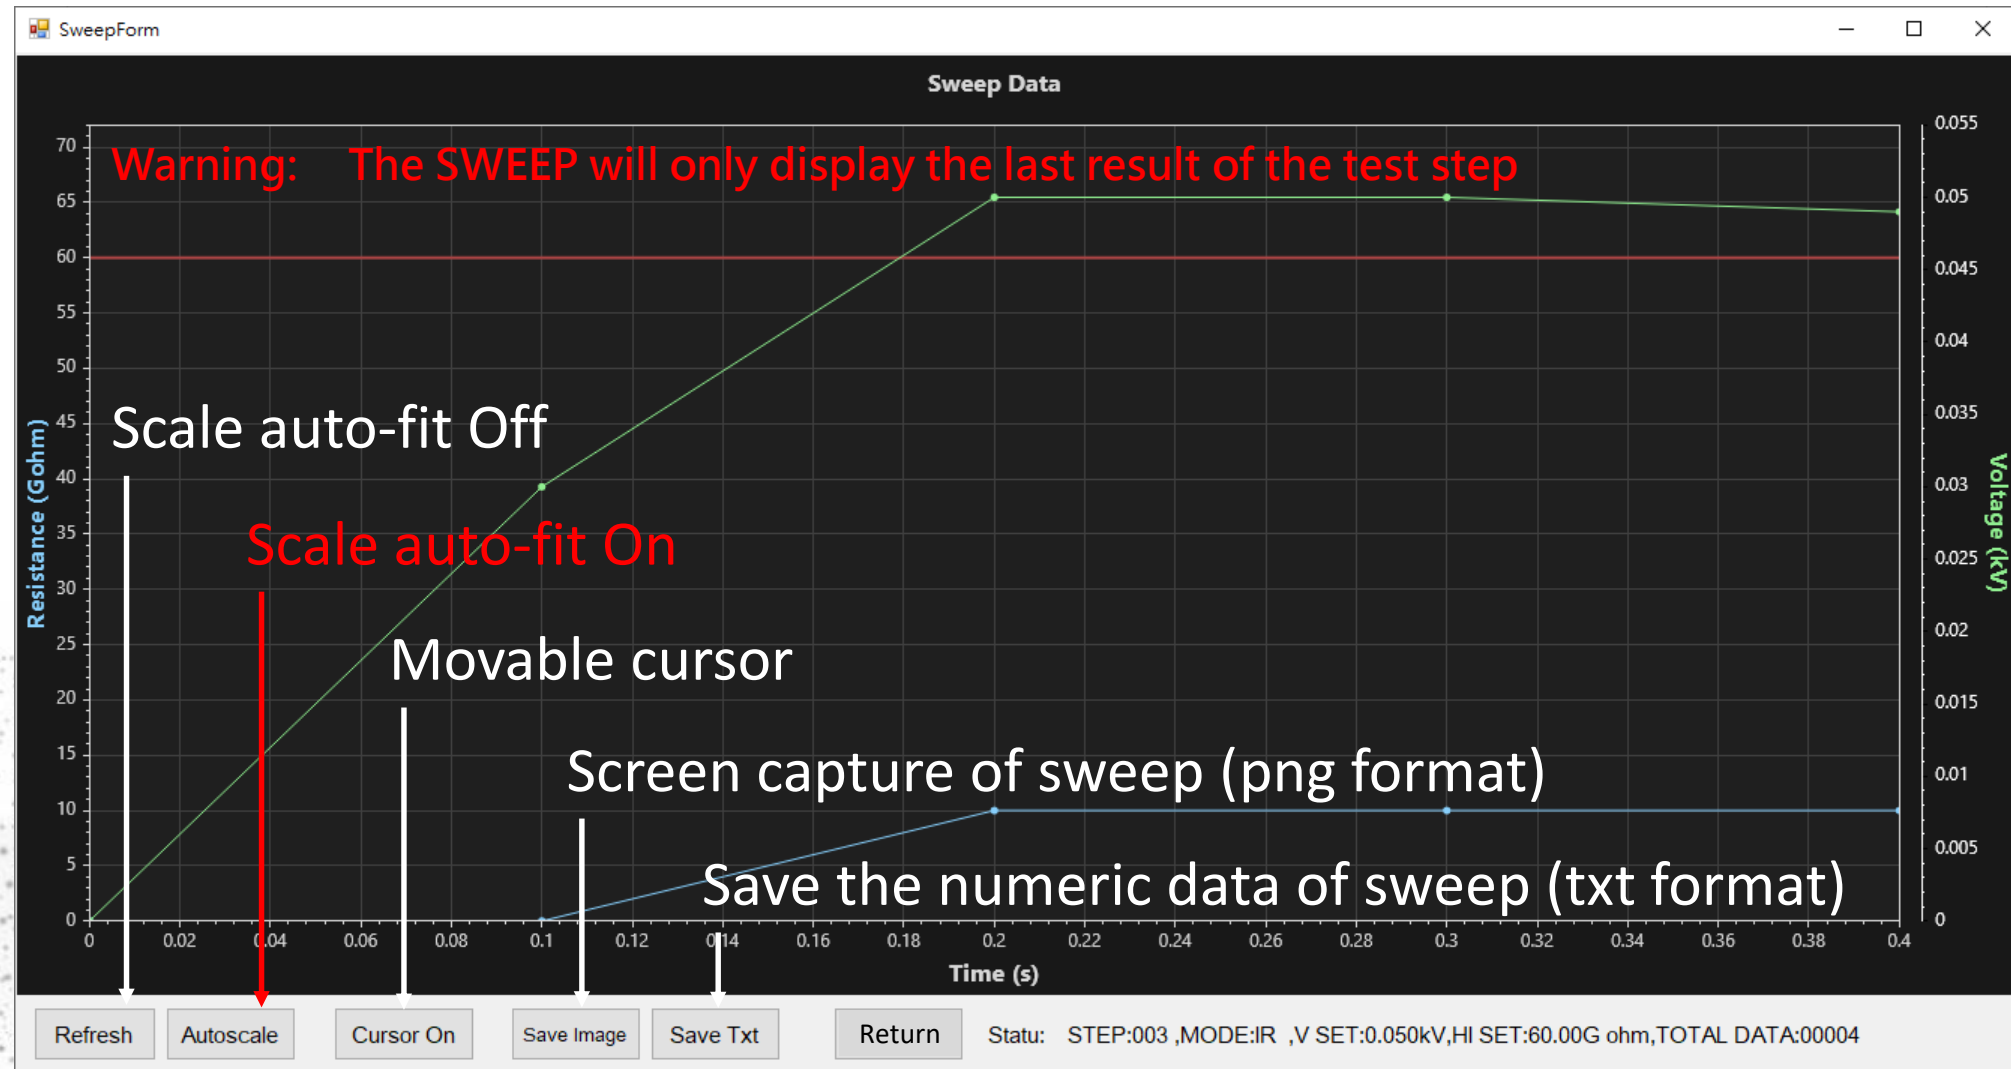 SweepForm
Sweep Data
Warning: The SWEEP will only display the last result of the test step
70
65
60
55
50
45
40
35
30
25
20
15
10
5
0
Resistance (Gohm)
0.055
0.05
0.045
0.04
0.035
0.03
0.025
0.02
0.015
0.01
0.005
0
Voltage (kV)
Scale auto-fit Off
Scale auto-fit On
Movable cursor
Screen capture of sweep (png format)
Save the numeric data of sweep (txt format)
0 0.02 0.04 0.06 0.08 0.1 0.12 0.14 0.16 0.18 0.2 0.22 0.24 0.26 0.28 0.3 0.32 0.34 0.36 0.38 0.4
Time (s)
Refresh Autoscale Cursor On Save Image Save Txt Return Statu: STEP:003 ,MODE:IR ,V SET:0.050kV,HI SET:60.00G ohm,TOTAL DATA:00004